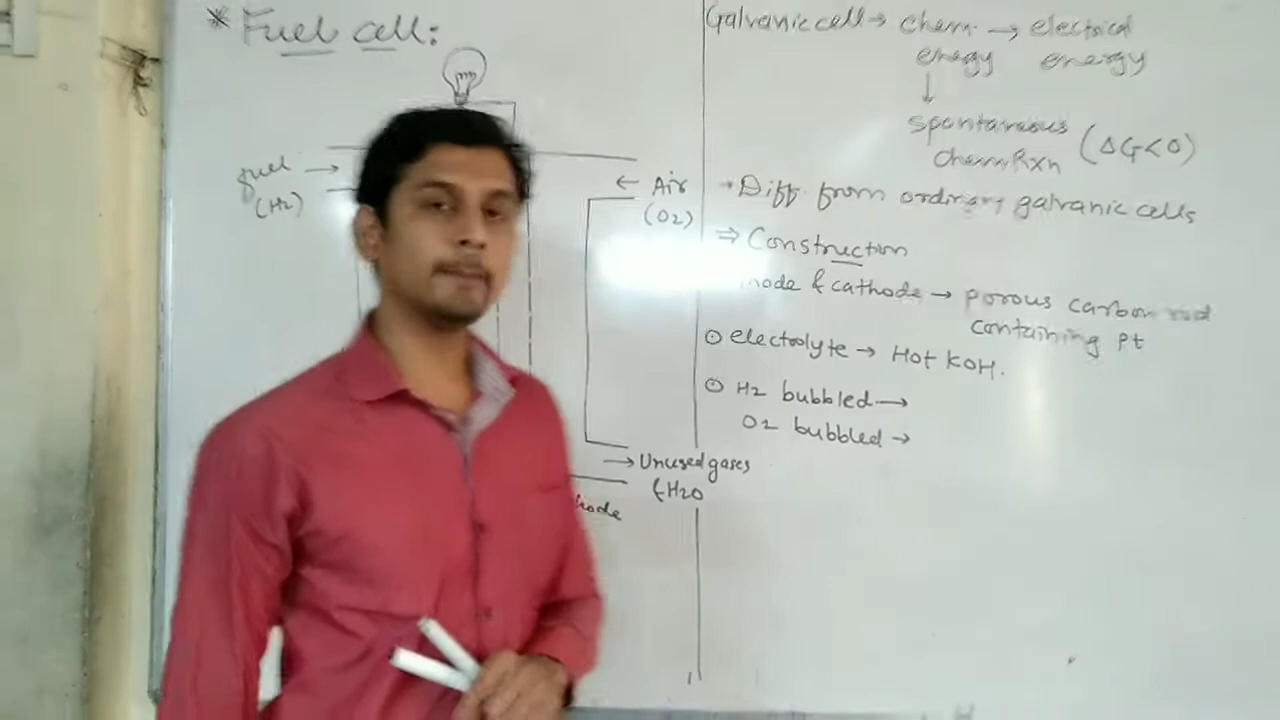 * Fuel cell:
fuel →
(H2)
← Air
(O2)
→ Unused gases
& H2O
Galvanic cell → chem. → electrical
energy energy
↓
spontaneous (ΔG<0)
chem Rxn
→ Diff. from ordinary galvanic cells
⇒ Construction
& cathode → porous carbon rod
containing Pt
⊙ electrolyte → Hot KOH.
⊙ H2 bubbled →
O2 bubbled →